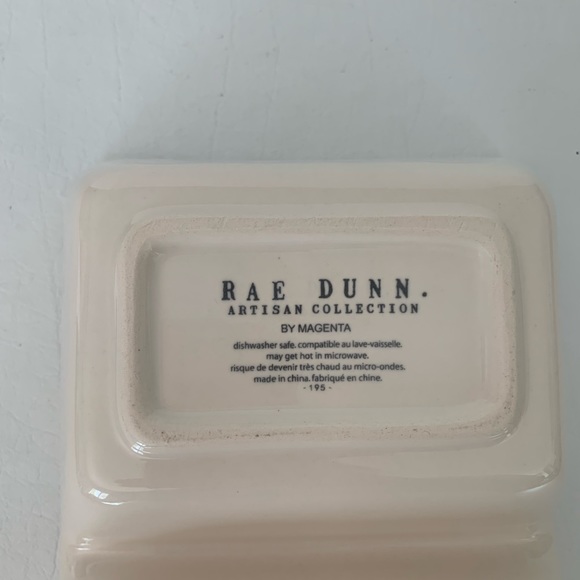 RAE DUNN.
ARTISAN COLLECTION
BY MAGENTA
dishwasher safe. compatible au lave-vaisselle.
may get hot in microwave.
risque de devenir très chaud au micro-ondes.
made in china. fabriqué en chine.
- 195 -